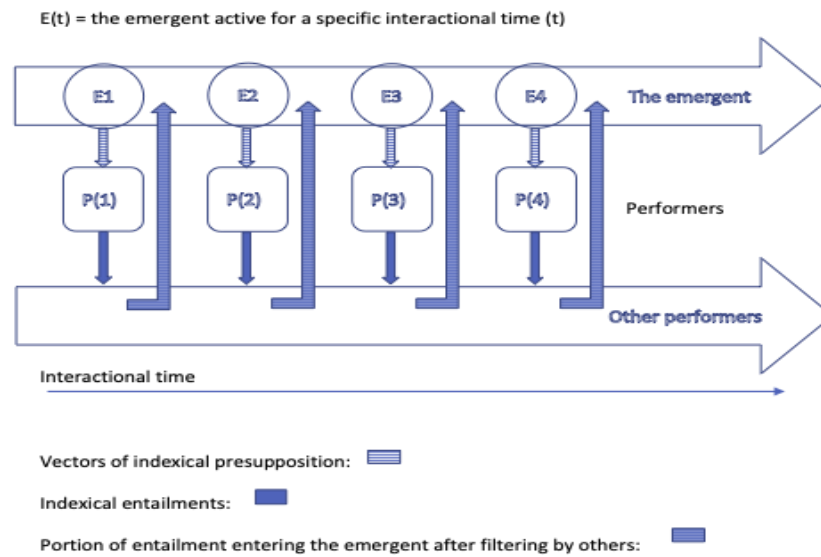 E(t) = the emergent active for a specific interactional time (t)
E1 E2 E3 E4 The emergent
P(1) P(2) P(3) P(4)
Performers
Other performers
Interactional time
Vectors of indexical presupposition:
Indexical entailments:
Portion of entailment entering the emergent after filtering by others: